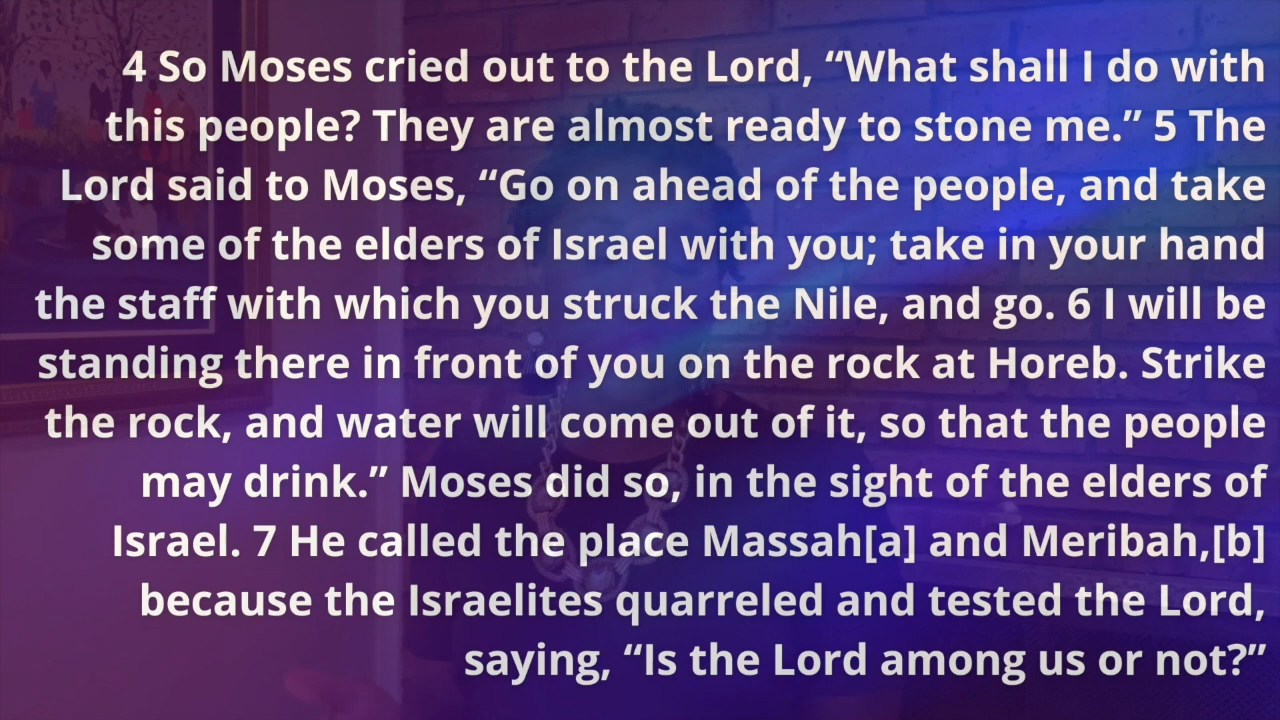 4 So Moses cried out to the Lord, “What shall I do with
this people? They are almost ready to stone me.” 5 The
Lord said to Moses, “Go on ahead of the people, and take
some of the elders of Israel with you; take in your hand
the staff with which you struck the Nile, and go. 6 I will be
standing there in front of you on the rock at Horeb. Strike
the rock, and water will come out of it, so that the people
may drink.” Moses did so, in the sight of the elders of
Israel. 7 He called the place Massah[a] and Meribah,[b]
because the Israelites quarreled and tested the Lord,
saying, “Is the Lord among us or not?”